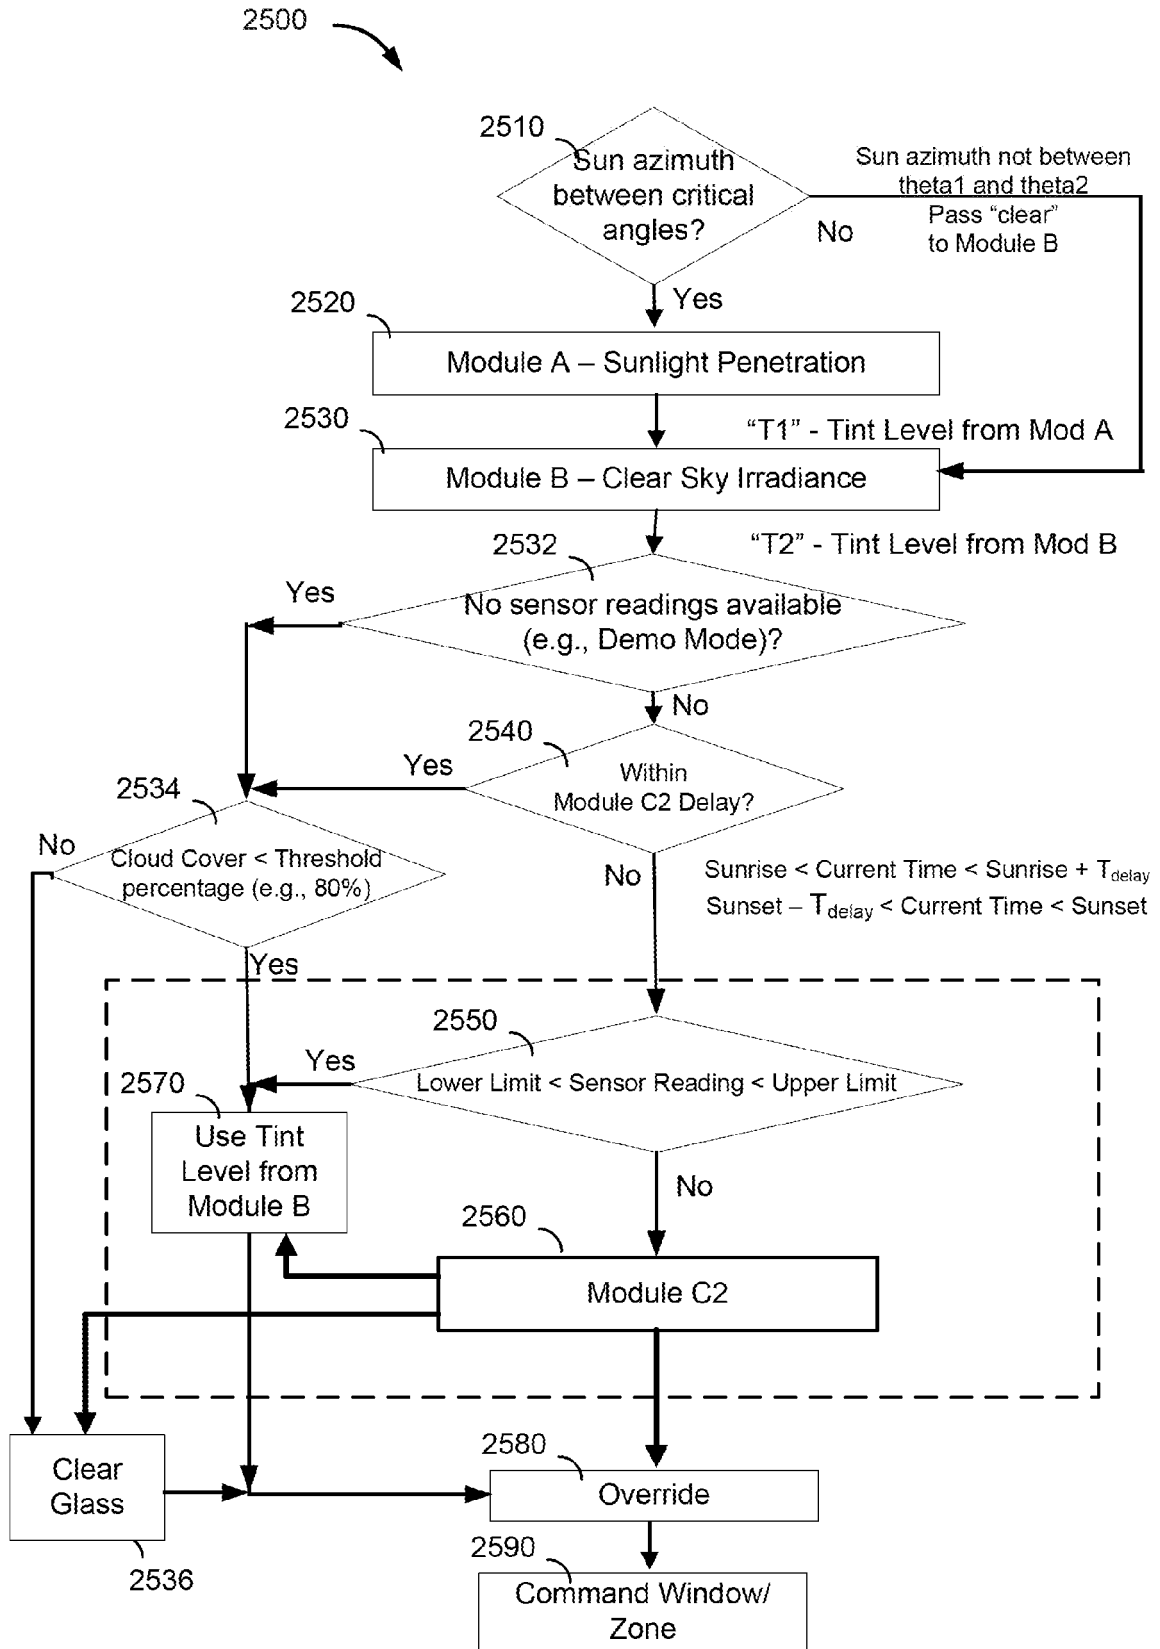 2500
2510
Sun azimuth
between critical
angles?
Sun azimuth not between
theta1 and theta2
Pass “clear”
to Module B
No
Yes
2520
Module A – Sunlight Penetration
2530
“T1” - Tint Level from Mod A
Module B – Clear Sky Irradiance
2532
“T2” - Tint Level from Mod B
Yes
No sensor readings available
(e.g., Demo Mode)?
No
2540
Yes
Within
Module C2 Delay?
2534
No
Cloud Cover < Threshold
percentage (e.g., 80%)
No
Sunrise < Current Time < Sunrise + Tdelay
Sunset – Tdelay < Current Time < Sunset
Yes
2550
Yes
Lower Limit < Sensor Reading < Upper Limit
2570
Use Tint
Level from
Module B
No
2560
Module C2
2580
Clear
Glass
Override
2536
2590
Command Window/
Zone